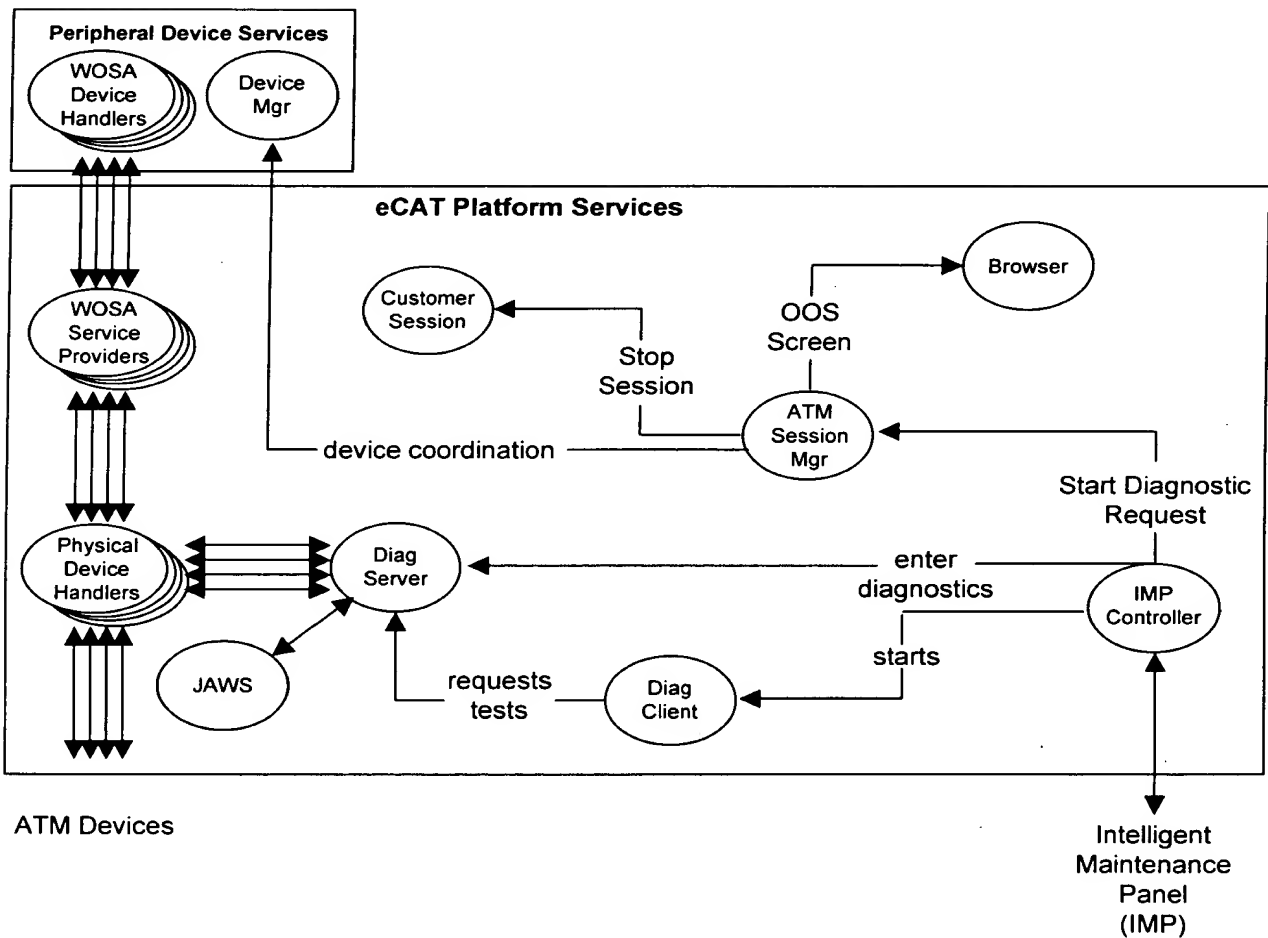 Peripheral Device Services
WOSA
Device
Handlers
Device
Mgr
eCAT Platform Services
WOSA
Service
Providers
Customer
Session
Browser
OOS
Screen
Stop
Session
ATM
Session
Mgr
device coordination
Start Diagnostic
Request
Physical
Device
Handlers
Diag
Server
enter
diagnostics
IMP
Controller
starts
JAWS
requests
tests
Diag
Client
ATM Devices
Intelligent
Maintenance
Panel
(IMP)